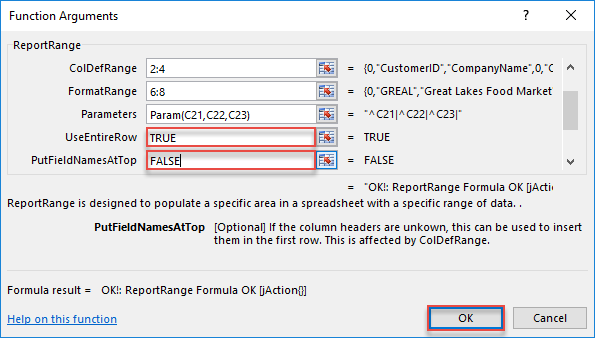 Function Arguments ? ×
ReportRange
ColDefRange 2:4 = {0,"CustomerID","CompanyName",0,"C
FormatRange 6:8 = {0,"GREAL","Great Lakes Food Market"
Parameters Param(C21,C22,C23) = "^C21|^C22|^C23|"
UseEntireRow TRUE = TRUE
PutFieldNamesAtTop FALSE = FALSE
= "OK!: ReportRange Formula OK [jAction
ReportRange is designed to populate a specific area in a spreadsheet with a specific range of data. .
PutFieldNamesAtTop [Optional] If the column headers are unkown, this can be used to insert
them in the first row. This is affected by ColDefRange.
Formula result = OK!: ReportRange Formula OK [jAction{}]
Help on this function OK Cancel